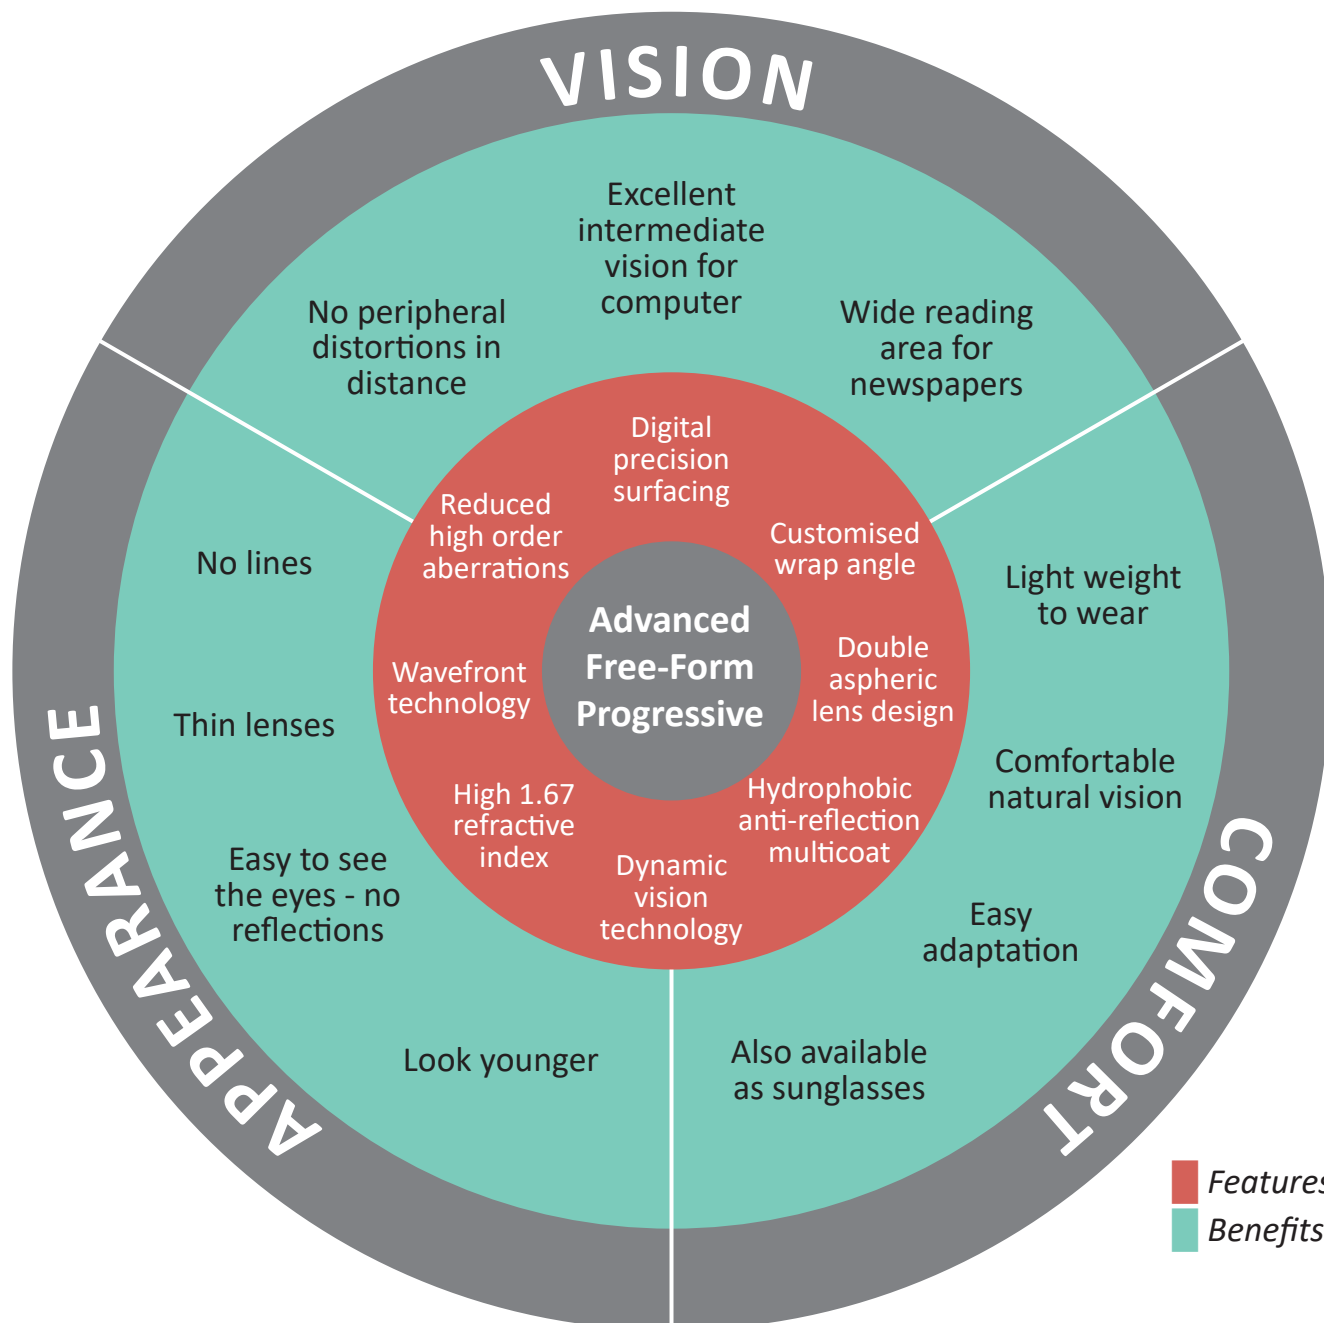 VISION
Excellent
intermediate
vision for
computer
No peripheral
distortions in
distance
Wide reading
area for
newspapers
Digital
precision
surfacing
Reduced
high order
aberrations
Customised
wrap angle
No lines
Light weight
to wear
Advanced
Free-Form
Progressive
Wavefront
technology
Double
aspheric
lens design
Thin lenses
Comfortable
natural vision
High 1.67
refractive
index
Hydrophobic
anti-reflection
multicoat
Dynamic
vision
technology
Easy to see
the eyes - no
reflections
Easy
adaptation
Look younger
Also available
as sunglasses
APPEARANCE
COMFORT
Features
Benefits